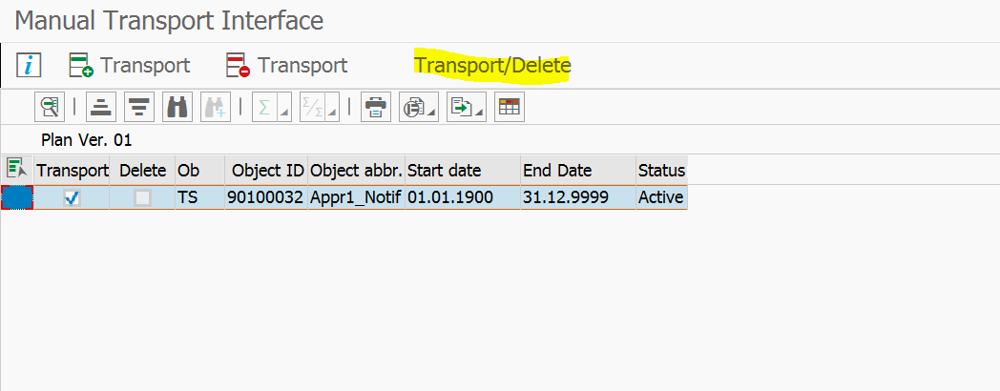 Manual Transport Interface
Transport Transport Transport/Delete
Plan Ver. 01
Transport Delete Ob Object ID Object abbr. Start date End Date Status
TS 90100032 Appr1_Notif 01.01.1900 31.12.9999 Active